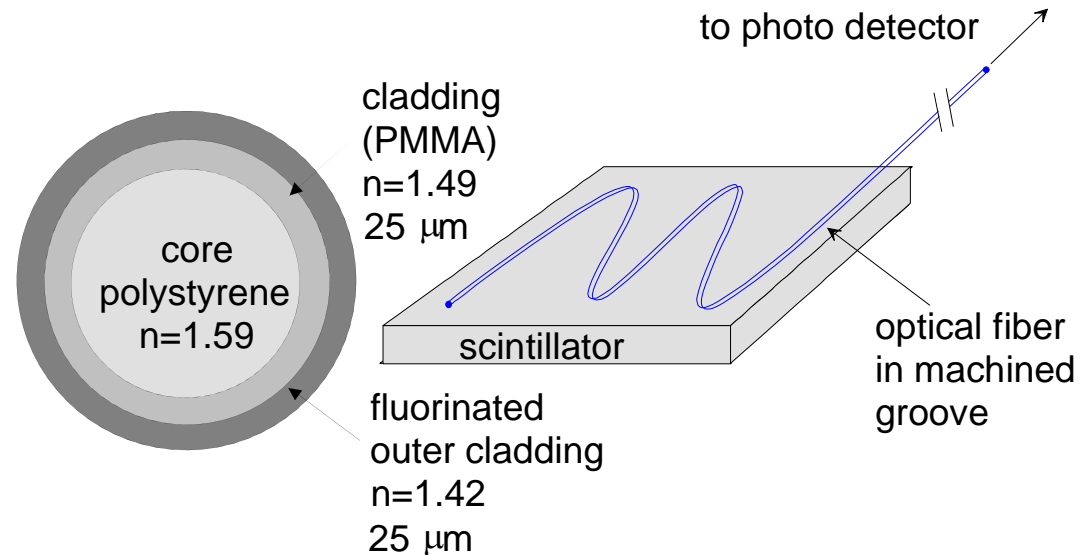 to photo detector
cladding
(PMMA)
n=1.49
25 μm
core
polystyrene
n=1.59
scintillator
optical fiber
in machined
groove
fluorinated
outer cladding
n=1.42
25 μm